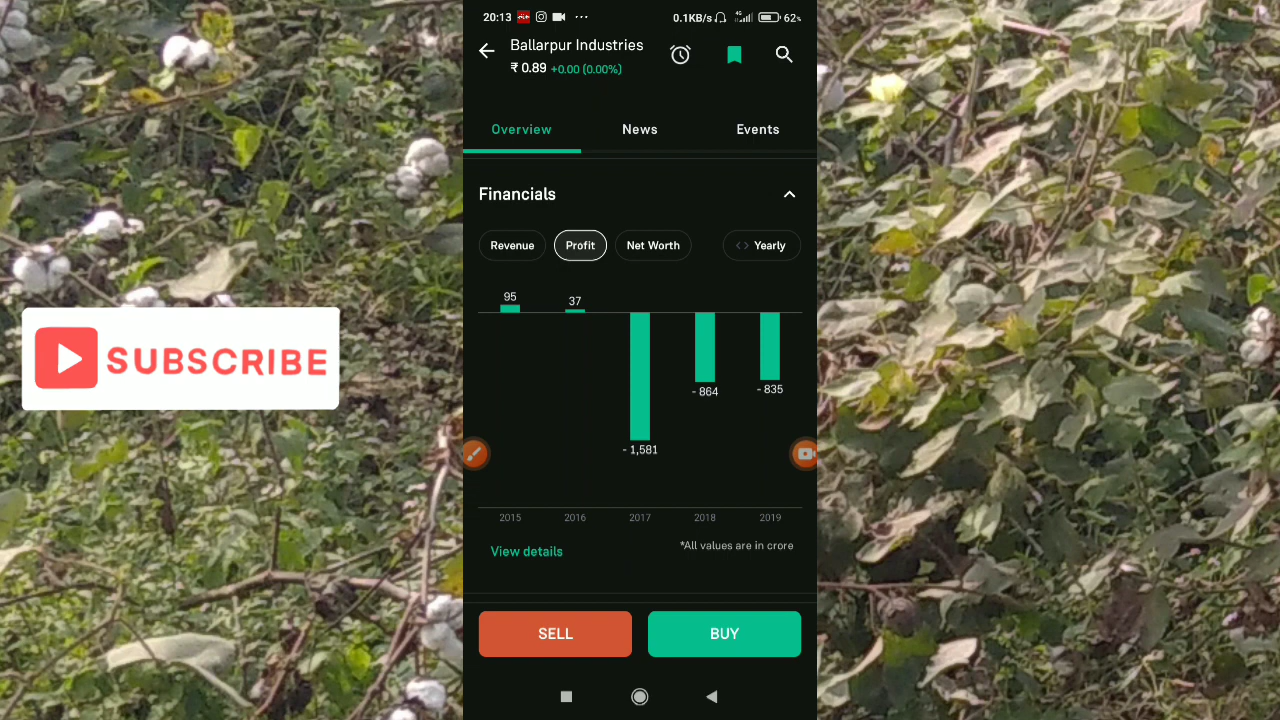 20:13
0.1KB/s 4G 62%
Ballarpur Industries
₹ 0.89 +0.00 (0.00%)
Overview News Events
Financials
Revenue Profit Net Worth <> Yearly
95 37
- 864 - 835
- 1,581
2015 2016 2017 2018 2019
View details *All values are in crore
SELL BUY
SUBSCRIBE